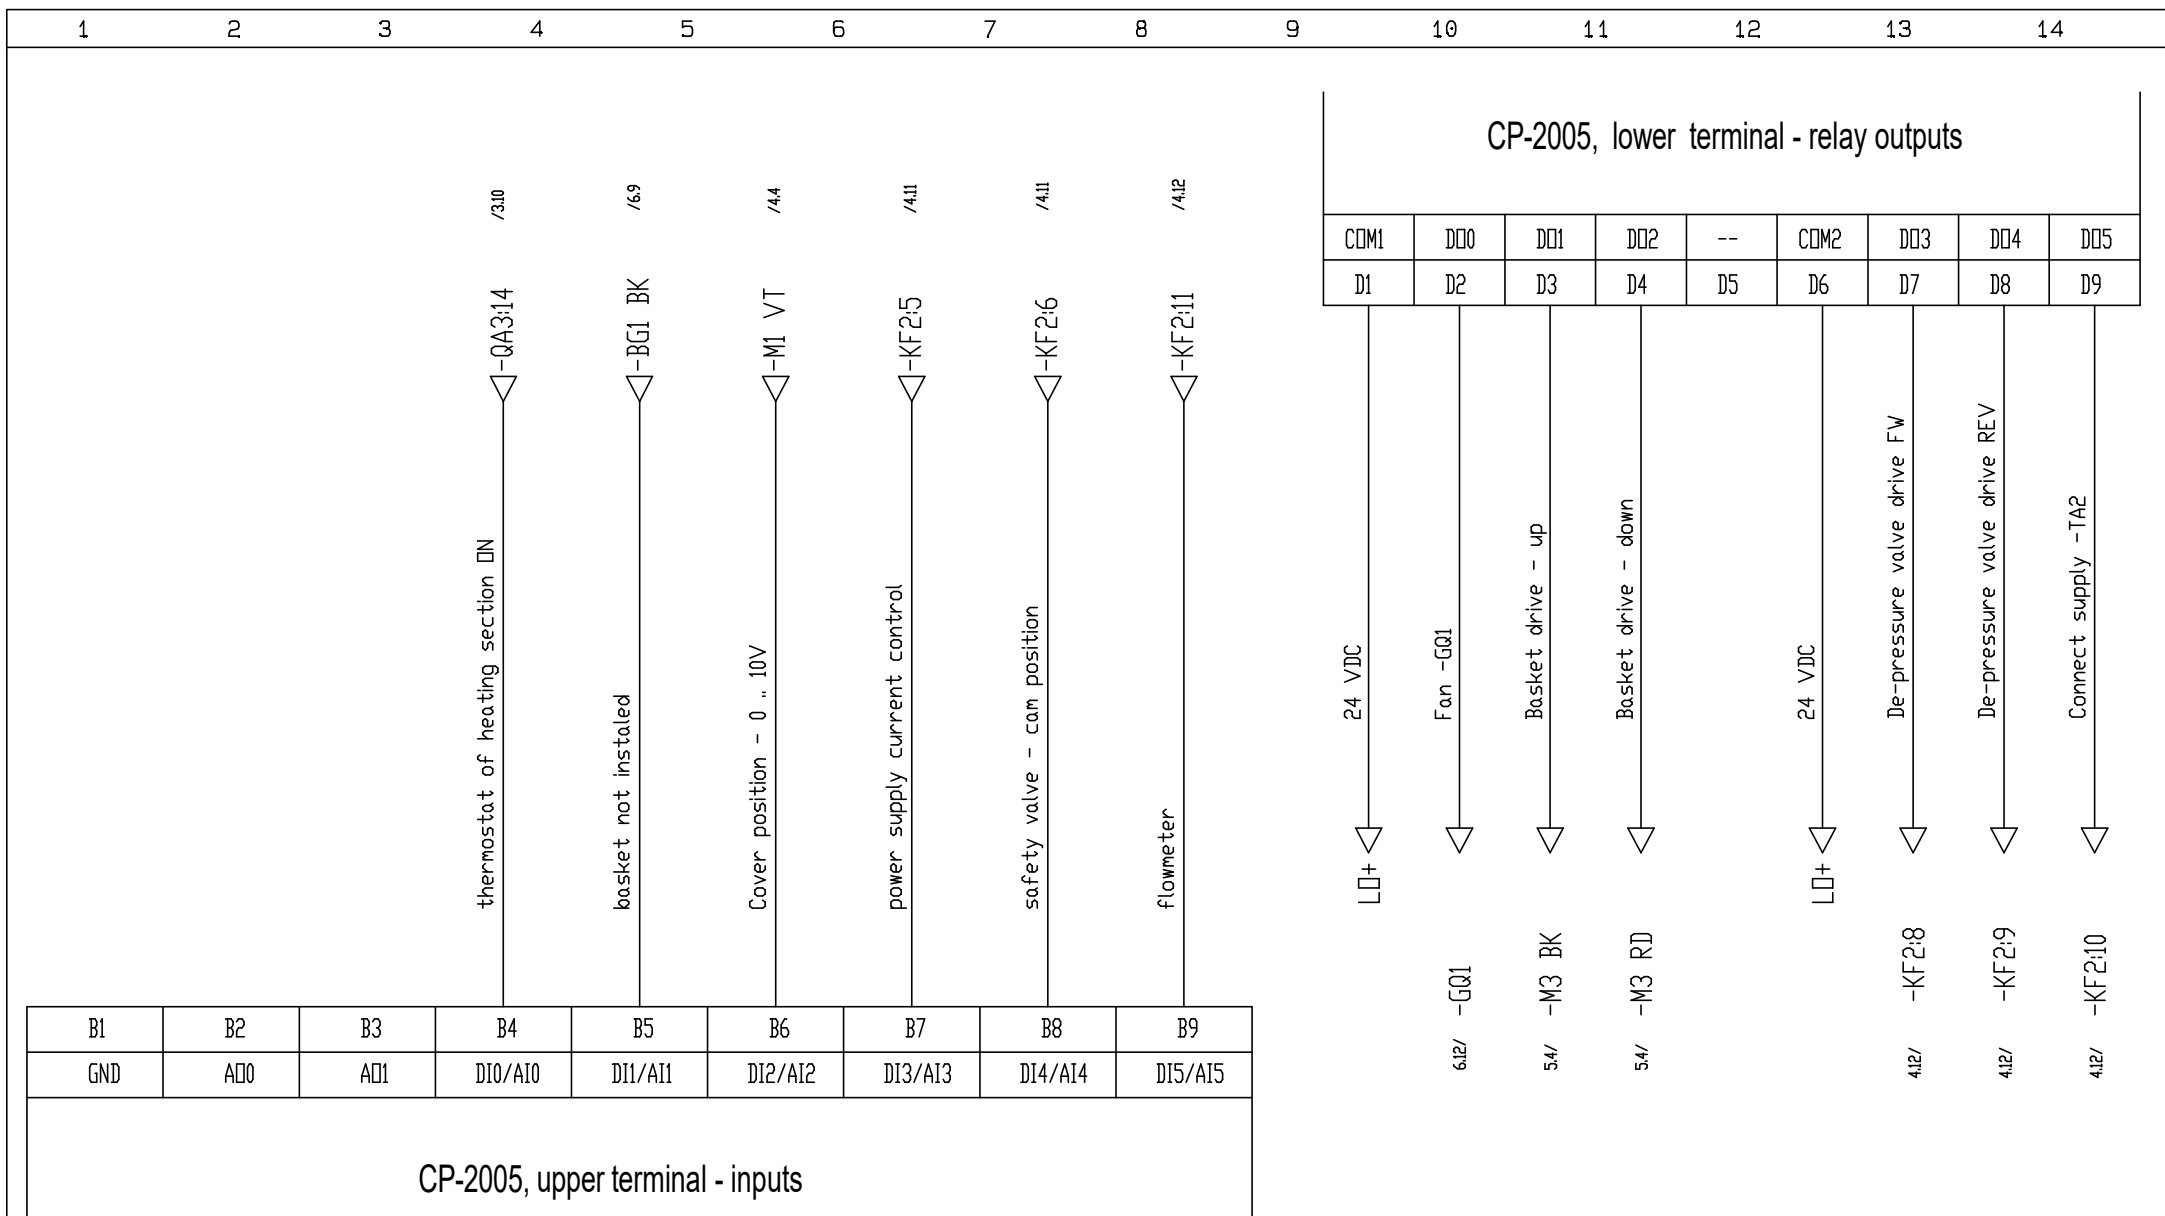 1 2 3 4 5 6 7 8 9 10 11 12 13 14
CP-2005, lower terminal - relay outputs
COM1 DO0 DO1 DO2 -- COM2 DO3 DO4 DO5
D1 D2 D3 D4 D5 D6 D7 D8 D9
/3.10
/6.9
/4.4
/4.11
/4.11
/4.12
-QA3:14
-BG1 BK
-M1 VT
-KF2:5
-KF2:6
-KF2:11
thermostat of heating section ON
basket not instaled
Cover position - 0 .. 10V
power supply current control
safety valve - cam position
flowmeter
24 VDC
Fan -GQ1
Basket drive - up
Basket drive - down
24 VDC
De-pressure valve drive FW
De-pressure valve drive REV
Connect supply -TA2
LO+
-GQ1
-M3 BK
-M3 RD
LO+
-KF2:8
-KF2:9
-KF2:10
6.12/
5.4/
5.4/
4.12/
4.12/
4.12/
B1 B2 B3 B4 B5 B6 B7 B8 B9
GND AO0 AO1 DI0/AI0 DI1/AI1 DI2/AI2 DI3/AI3 DI4/AI4 DI5/AI5
CP-2005, upper terminal - inputs